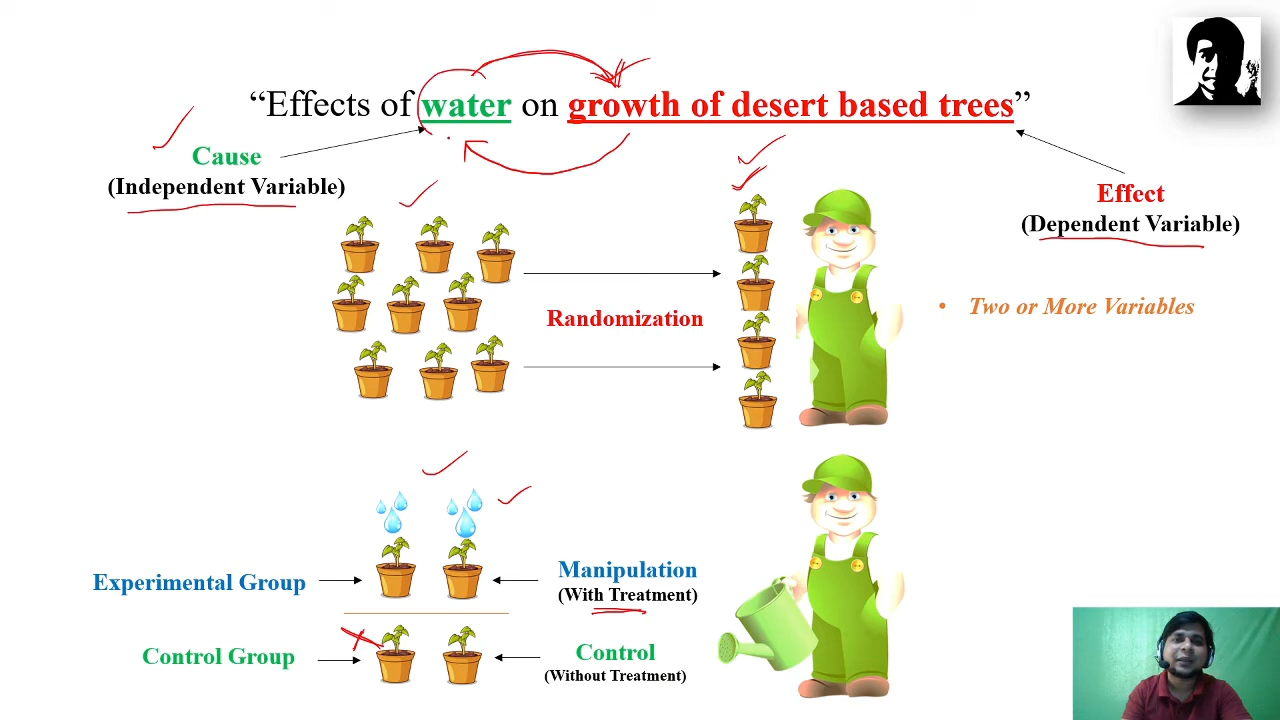 “Effects of water on growth of desert based trees”
Cause
(Independent Variable)
Effect
(Dependent Variable)
Randomization
• Two or More Variables
Experimental Group
Manipulation
(With Treatment)
Control Group
Control
(Without Treatment)